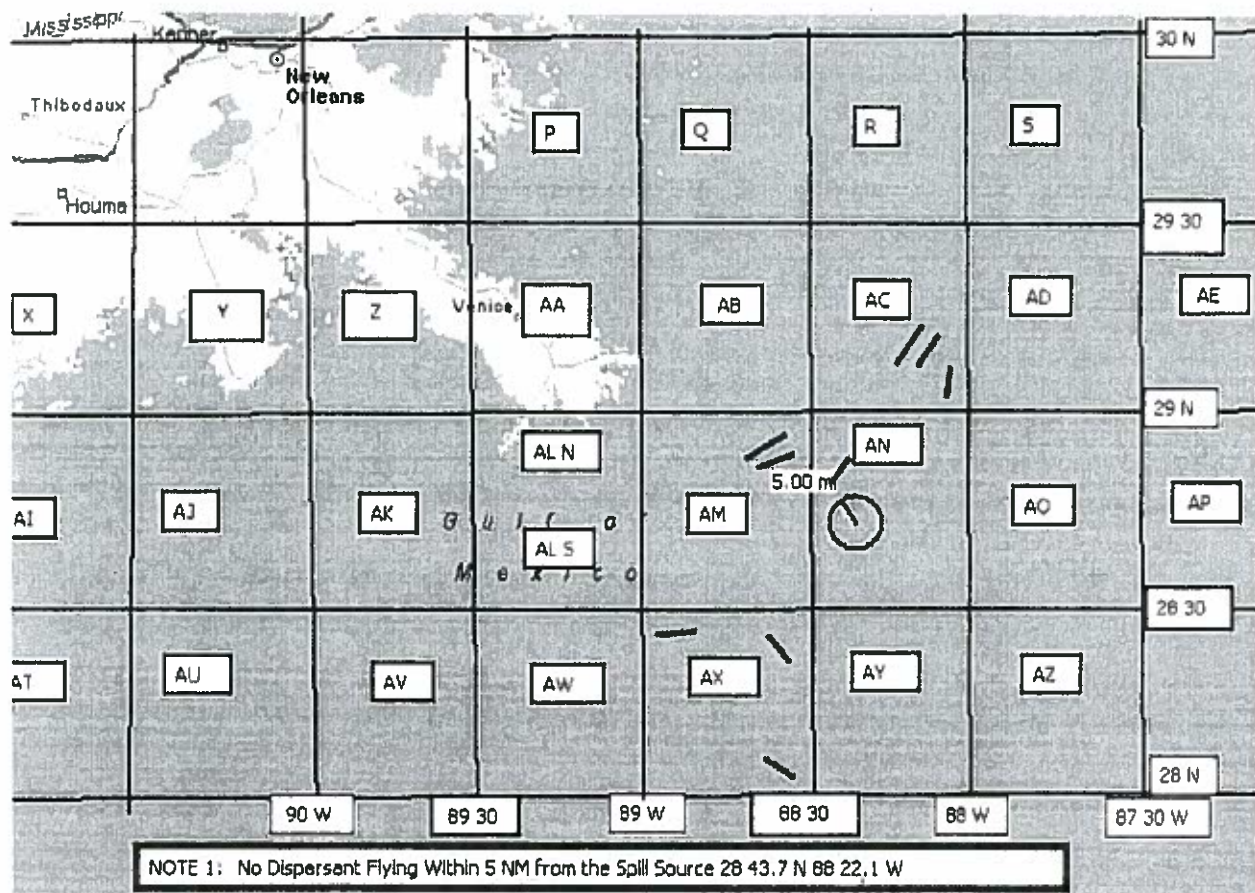 Mississippi
Kenner
30 N
New
Orleans
Thibodaux
P
Q
R
S
Houma
29 30
X
Y
Z
Venice
AA
AB
AC
AD
AE
29 N
AL N
AN
5.00 mi
AI
AJ
AK
AM
AO
AP
Gulf of
AL S
Mexico
28 30
AT
AU
AV
AW
AX
AY
AZ
28 N
90 W
89 30
89 W
88 30
88 W
87 30 W
NOTE 1: No Dispersant Flying Within 5 NM from the Spill Source 28 43.7 N 88 22.1 W